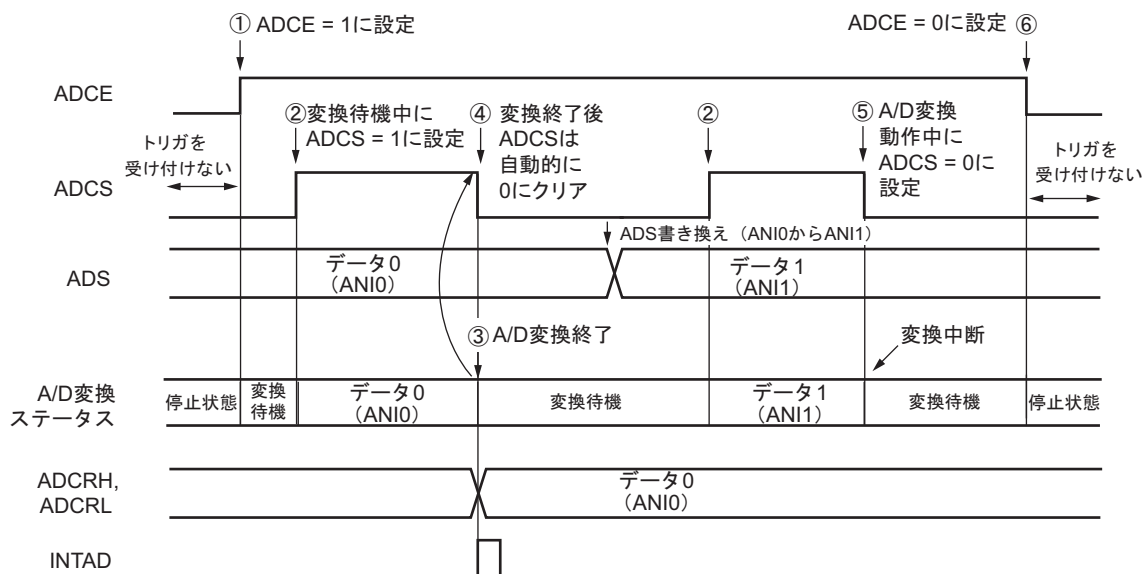 ① ADCE = 1に設定
ADCE = 0に設定 ⑥
ADCE
②変換待機中に
ADCS = 1に設定
④ 変換終了後
ADCSは
自動的に
0にクリア
②
⑤ A/D変換
動作中に
ADCS = 0に
設定
トリガを
受け付けない
トリガを
受け付けない
ADCS
ADS書き換え（ANI0からANI1）
ADS
データ0
（ANI0）
データ1
（ANI1）
③A/D変換終了
変換中断
A/D変換
ステータス
停止状態
変換
待機
データ0
（ANI0）
変換待機
データ1
（ANI1）
変換待機
停止状態
ADCRH,
ADCRL
データ0
（ANI0）
INTAD